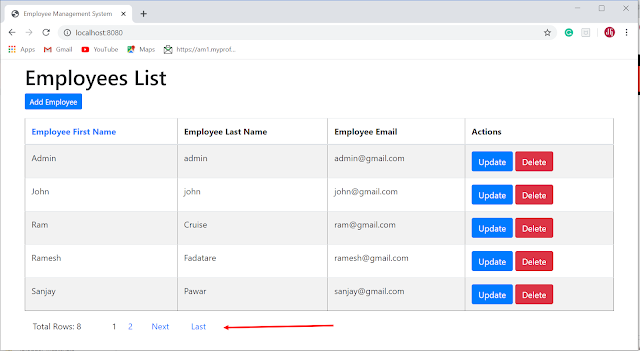 Employee Management System
localhost:8080
Apps Gmail YouTube Maps https://am1.myprof...
Employees List
Add Employee
Employee First Name Employee Last Name Employee Email Actions
Admin admin admin@gmail.com Update Delete
John john john@gmail.com Update Delete
Ram Cruise ram@gmail.com Update Delete
Ramesh Fadatare ramesh@gmail.com Update Delete
Sanjay Pawar sanjay@gmail.com Update Delete
Total Rows: 8 1 2 Next Last